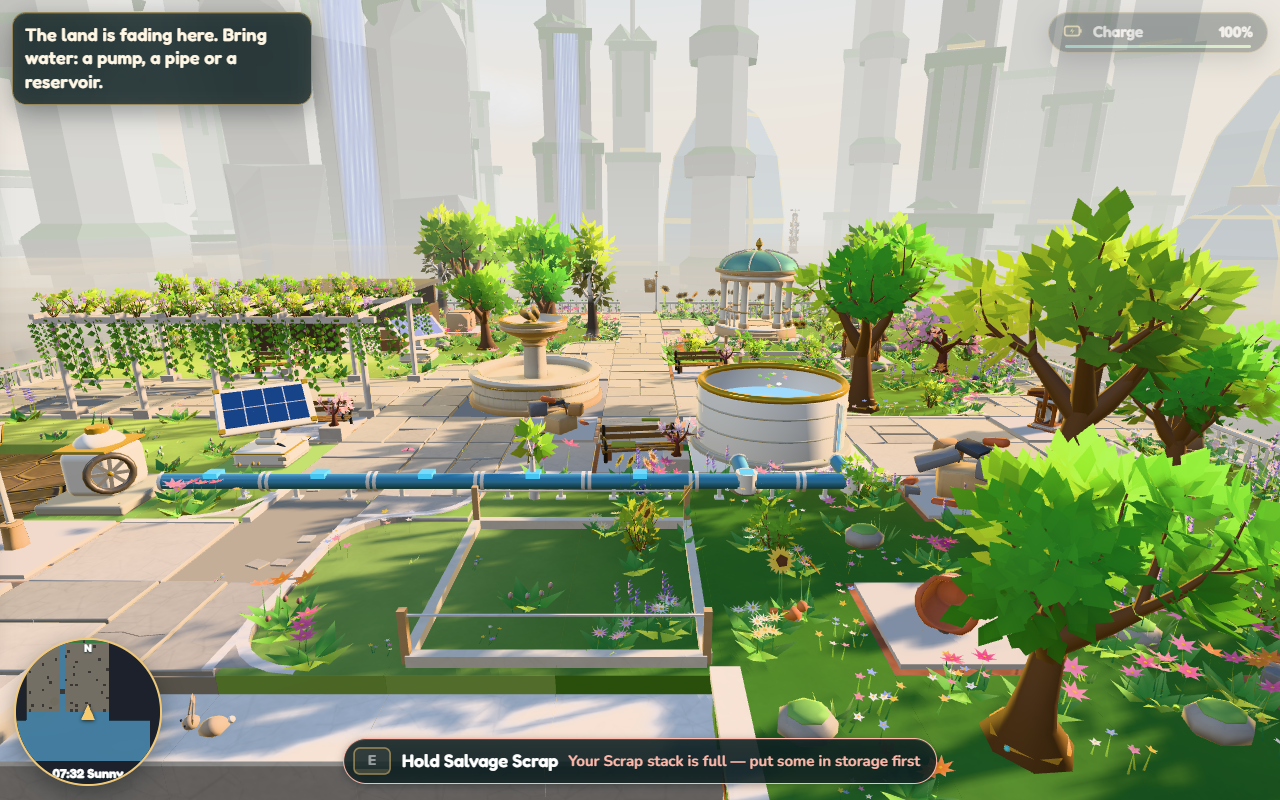 The land is fading here. Bring
water: a pump, a pipe or a
reservoir.
Charge 100%
N
07:32 Sunny
E Hold Salvage Scrap Your Scrap stack is full — put some in storage first